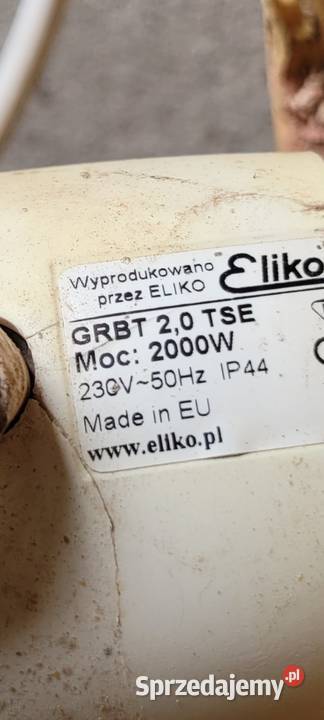 Wyprodukowano
przez ELIKO
Eliko
GRBT 2,0 TSE
Moc: 2000W
230V~50Hz IP44
Made in EU
www.eliko.pl
Sprzedajemy.pl